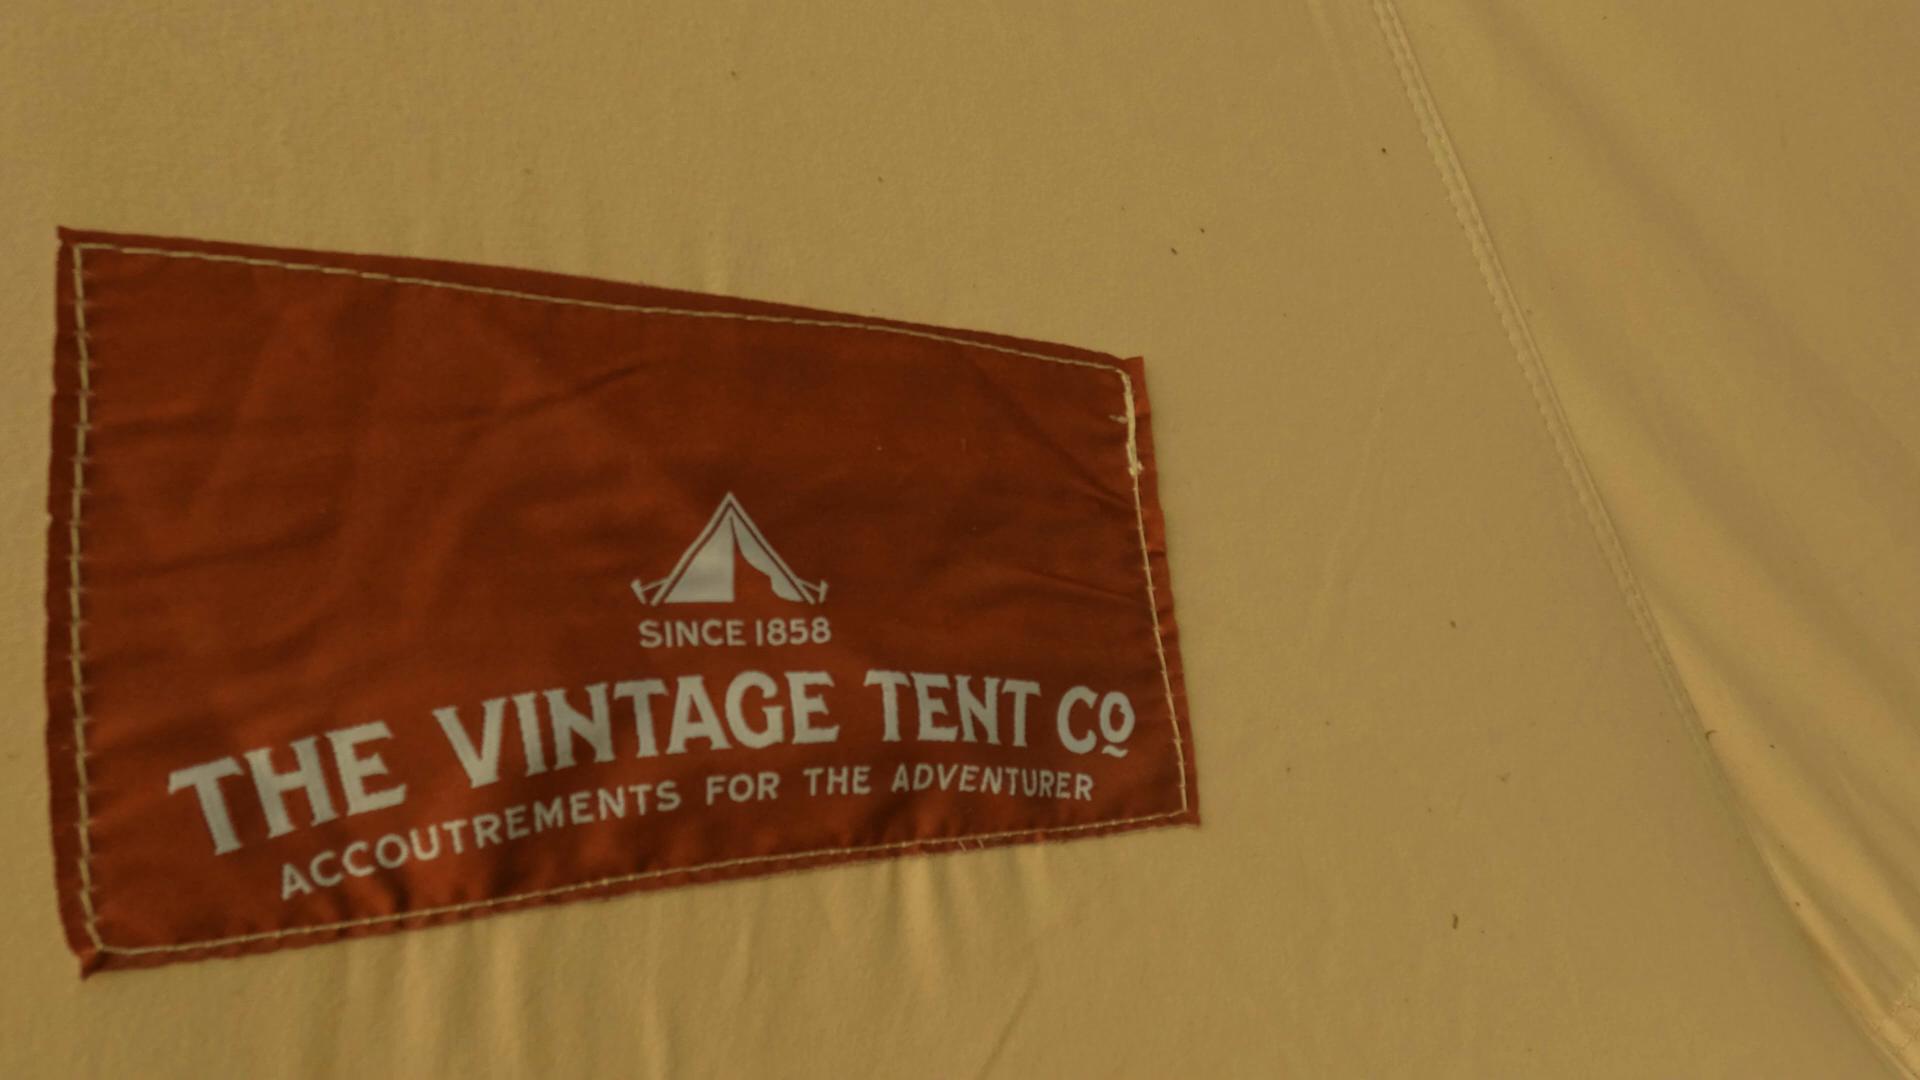 SINCE 1858
THE VINTAGE TENT CO
ACCOUTREMENTS FOR THE ADVENTURER